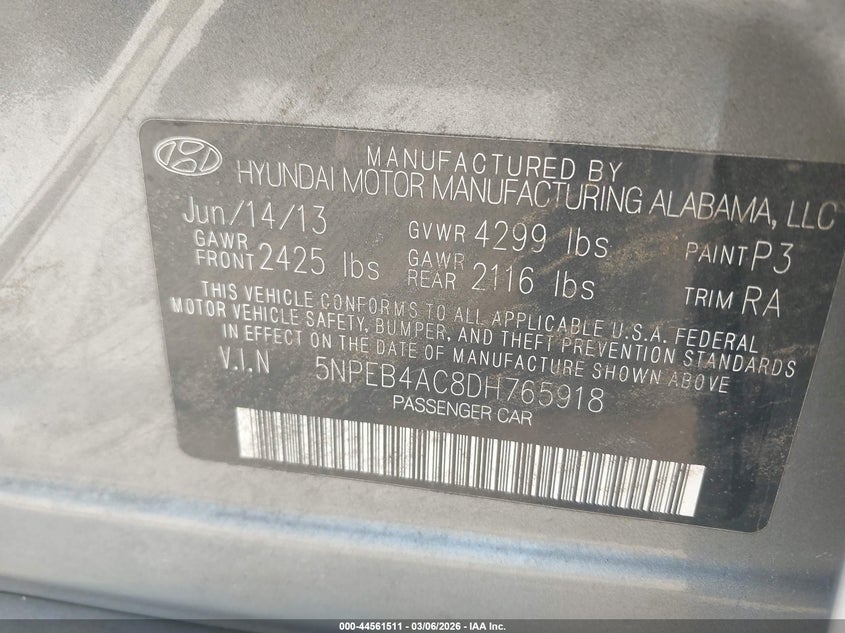 MANUFACTURED BY
HYUNDAI MOTOR MANUFACTURING ALABAMA, LLC
Jun/14/13 GVWR 4299 lbs PAINT P3
GAWR FRONT 2425 lbs GAWR REAR 2116 lbs TRIM RA
THIS VEHICLE CONFORMS TO ALL APPLICABLE U.S.A. FEDERAL
MOTOR VEHICLE SAFETY, BUMPER, AND THEFT PREVENTION STANDARDS
IN EFFECT ON THE DATE OF MANUFACTURE SHOWN ABOVE
V.I.N 5NPEB4AC8DH765918
PASSENGER CAR
000-44561511 | 03/06/2026 | IAA Inc.